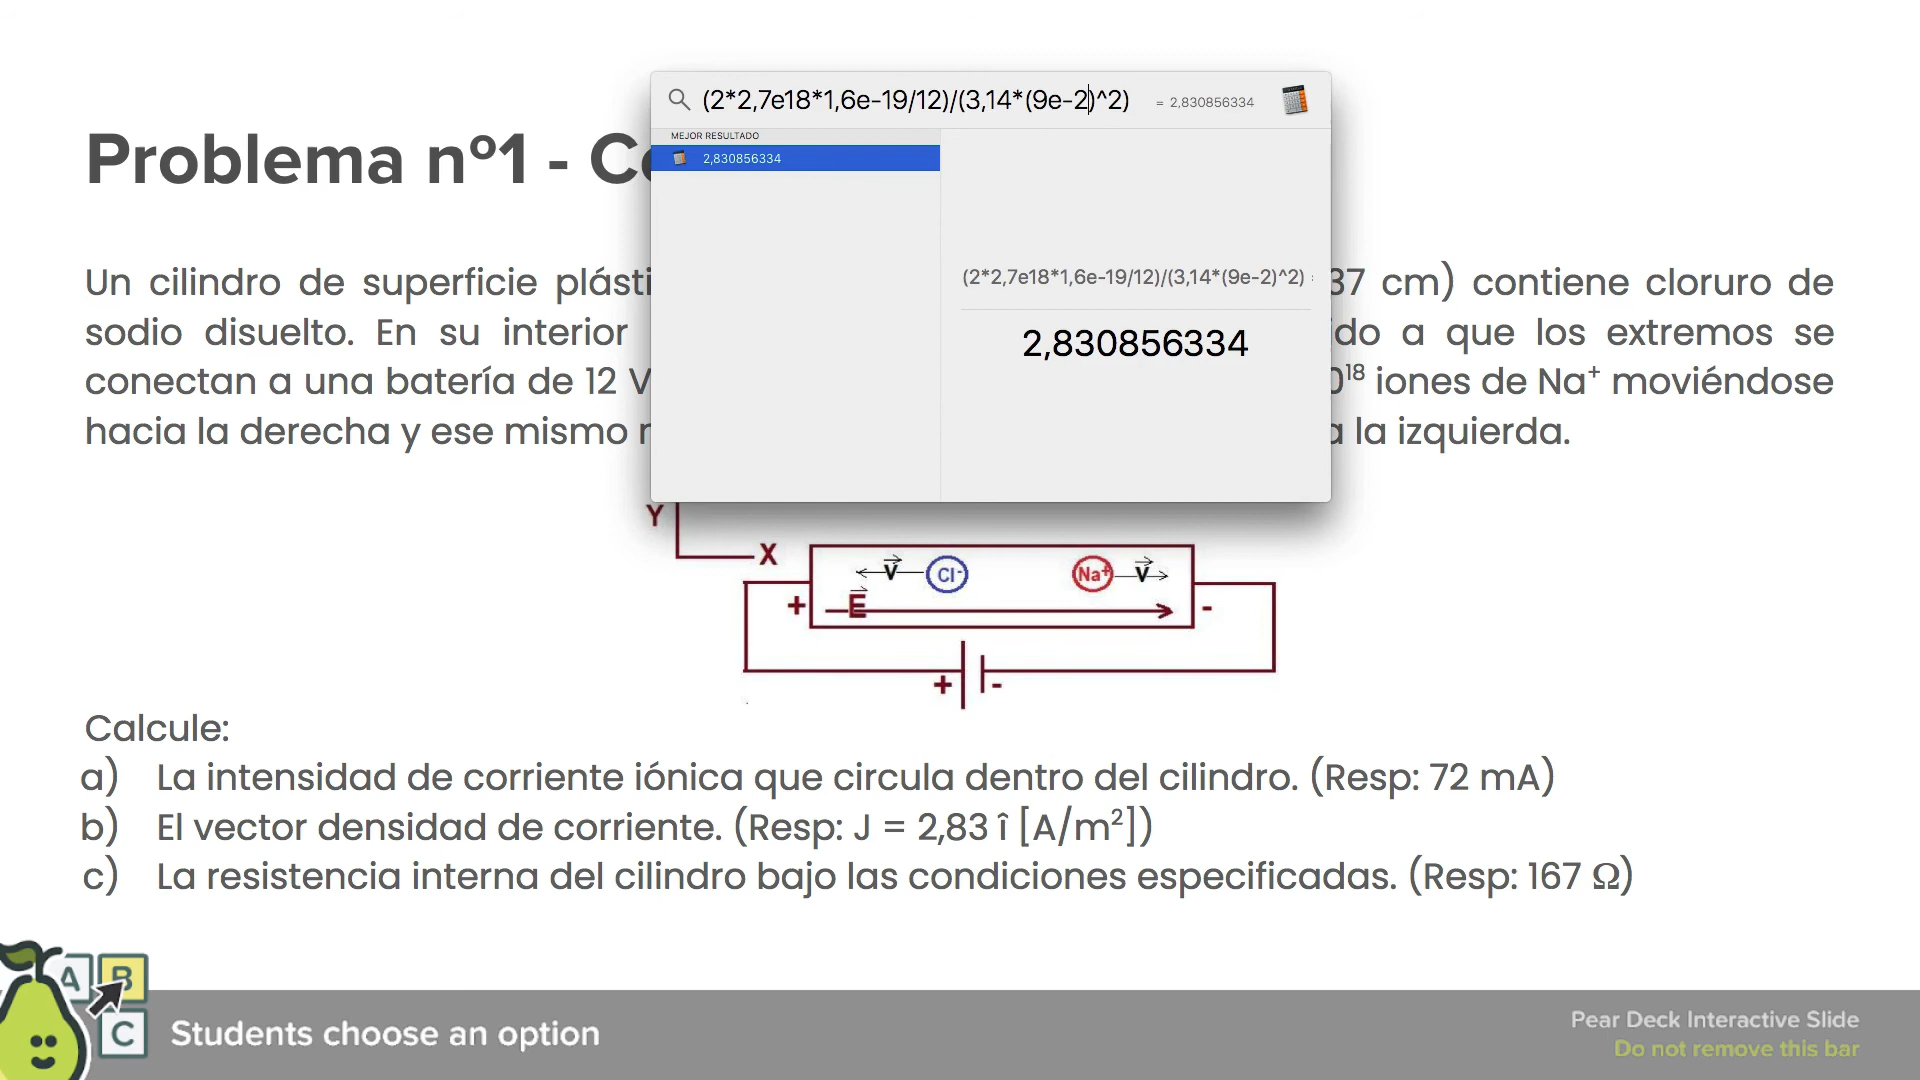 (2*2,7e18*1,6e-19/12)/(3,14*(9e-2)^2) = 2,830856334
MEJOR RESULTADO
2,830856334
(2*2,7e18*1,6e-19/12)/(3,14*(9e-2)^2) =
2,830856334
Problema nº1 - C
Un cilindro de superficie plásti 37 cm) contiene cloruro de
sodio disuelto. En su interior do a que los extremos se
conectan a una batería de 12 V 0¹⁸ iones de Na⁺ moviéndose
hacia la derecha y ese mismo a la izquierda.
Y
X
V Cl⁻ Na⁺ V
+ E -
+ -
Calcule:
a) La intensidad de corriente iónica que circula dentro del cilindro. (Resp: 72 mA)
b) El vector densidad de corriente. (Resp: J = 2,83 î [A/m²])
c) La resistencia interna del cilindro bajo las condiciones especificadas. (Resp: 167 Ω)
A B
C
Students choose an option
Pear Deck Interactive Slide
Do not remove this bar